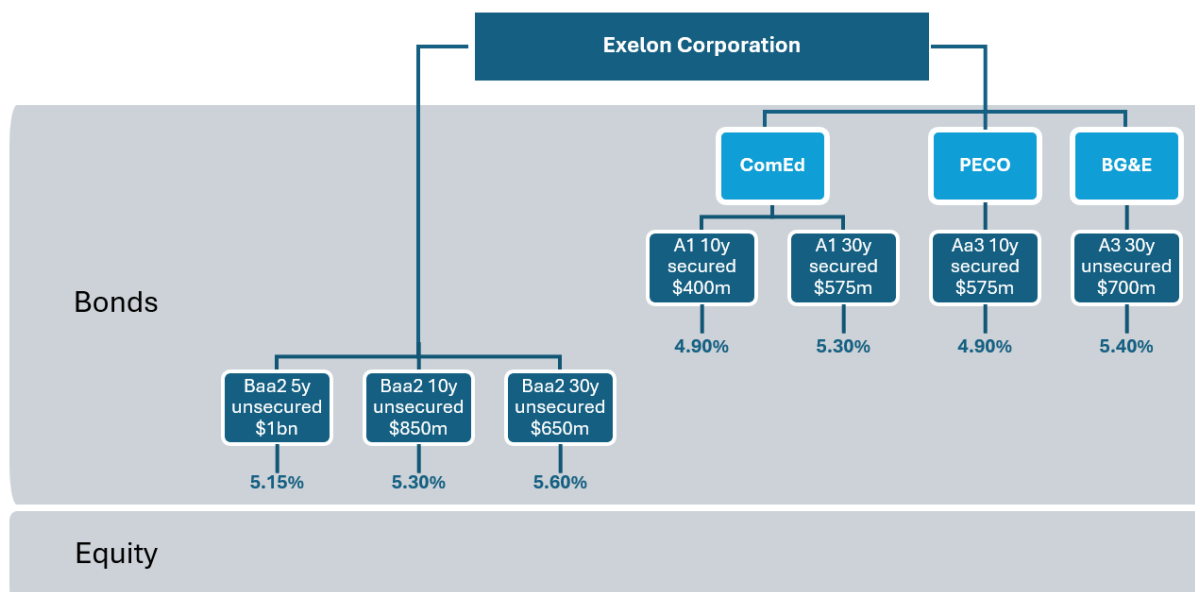 Exelon Corporation
ComEd
PECO
BG&E
A1 10y
secured
$400m
A1 30y
secured
$575m
Aa3 10y
secured
$575m
A3 30y
unsecured
$700m
Bonds
4.90%
5.30%
4.90%
5.40%
Baa2 5y
unsecured
$1bn
Baa2 10y
unsecured
$850m
Baa2 30y
unsecured
$650m
5.15%
5.30%
5.60%
Equity